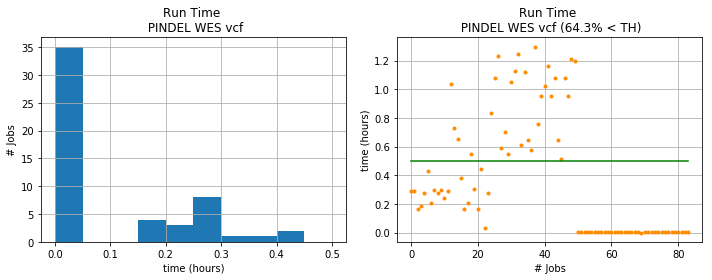 Run Time
PINDEL WES vcf
35
30
25
20
15
10
5
0
# Jobs
0.0 0.1 0.2 0.3 0.4 0.5
time (hours)
Run Time
PINDEL WES vcf (64.3% < TH)
1.2
1.0
0.8
0.6
0.4
0.2
0.0
time (hours)
0 20 40 60 80
# Jobs